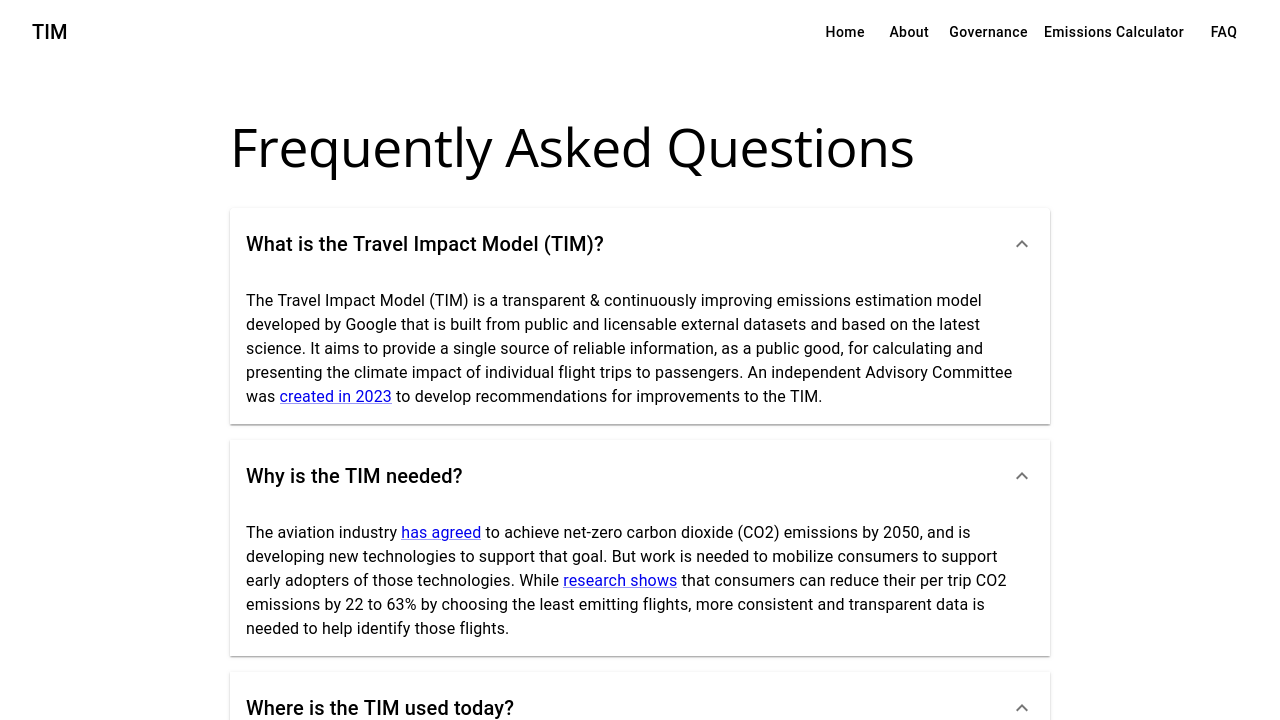 TIM
Home About Governance Emissions Calculator FAQ
Frequently Asked Questions
What is the Travel Impact Model (TIM)?
The Travel Impact Model (TIM) is a transparent & continuously improving emissions estimation model
developed by Google that is built from public and licensable external datasets and based on the latest
science. It aims to provide a single source of reliable information, as a public good, for calculating and
presenting the climate impact of individual flight trips to passengers. An independent Advisory Committee
was created in 2023 to develop recommendations for improvements to the TIM.
Why is the TIM needed?
The aviation industry has agreed to achieve net-zero carbon dioxide (CO2) emissions by 2050, and is
developing new technologies to support that goal. But work is needed to mobilize consumers to support
early adopters of those technologies. While research shows that consumers can reduce their per trip CO2
emissions by 22 to 63% by choosing the least emitting flights, more consistent and transparent data is
needed to help identify those flights.
Where is the TIM used today?